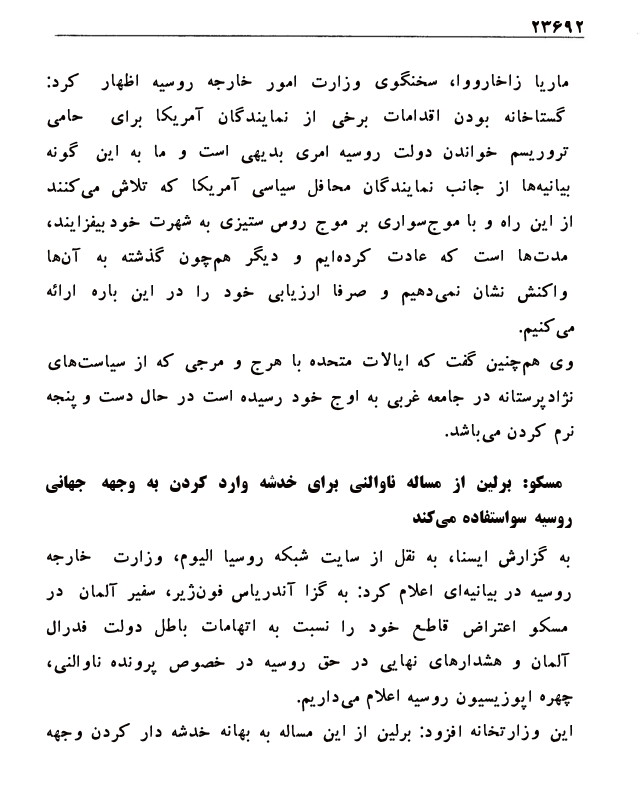 ۲۳۶۹۲
ماریا زاخارووا، سخنگوی وزارت امور خارجه روسیه اظهار کرد:
گستاخانه بودن اقدامات برخی از نمایندگان آمریکا برای حامی
تروریسم خواندن دولت روسیه امری بدیهی است و ما به این گونه
بیانیه‌ها از جانب نمایندگان محافل سیاسی آمریکا که تلاش می‌کنند
از این راه و با موج‌سواری بر موج روس ستیزی به شهرت خود بیفزایند،
مدت‌ها است که عادت کرده‌ایم و دیگر هم‌چون گذشته به آن‌ها
واکنش نشان نمی‌دهیم و صرفا ارزیابی خود را در این باره ارائه
می‌کنیم.
وی هم‌چنین گفت که ایالات متحده با هرج و مرجی که از سیاست‌های
نژادپرستانه در جامعه غربی به اوج خود رسیده است در حال دست و پنجه
نرم کردن می‌باشد.
مسکو: برلین از مساله ناوالنی برای خدشه وارد کردن به وجهه جهانی
روسیه سواستفاده می‌کند
به گزارش ایسنا، به نقل از سایت شبکه روسیا الیوم، وزارت خارجه
روسیه در بیانیه‌ای اعلام کرد: به گزا آندریاس فون‌ژیر، سفیر آلمان در
مسکو اعتراض قاطع خود را نسبت به اتهامات باطل دولت فدرال
آلمان و هشدارهای نهایی در حق روسیه در خصوص پرونده ناوالنی،
چهره اپوزیسیون روسیه اعلام می‌داریم.
این وزارتخانه افزود: برلین از این مساله به بهانه خدشه دار کردن وجهه